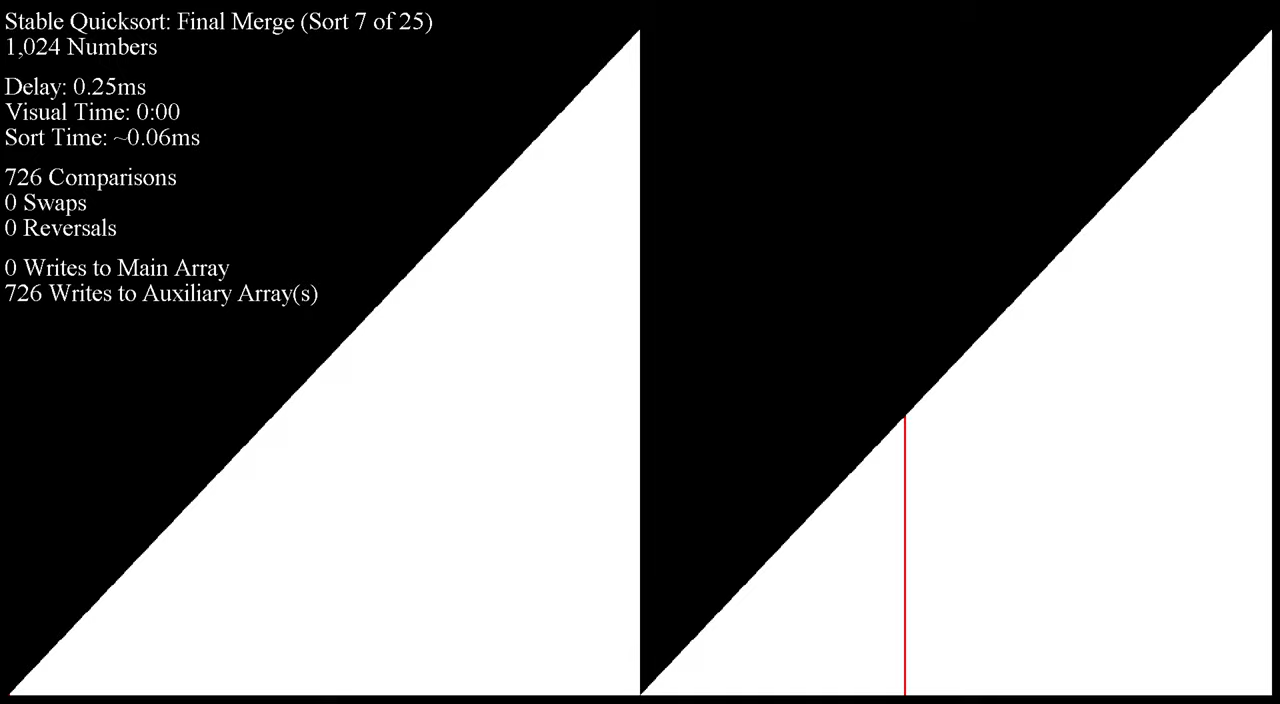 Stable Quicksort: Final Merge (Sort 7 of 25)
1,024 Numbers
Delay: 0.25ms
Visual Time: 0:00
Sort Time: ~0.06ms
726 Comparisons
0 Swaps
0 Reversals
0 Writes to Main Array
726 Writes to Auxiliary Array(s)